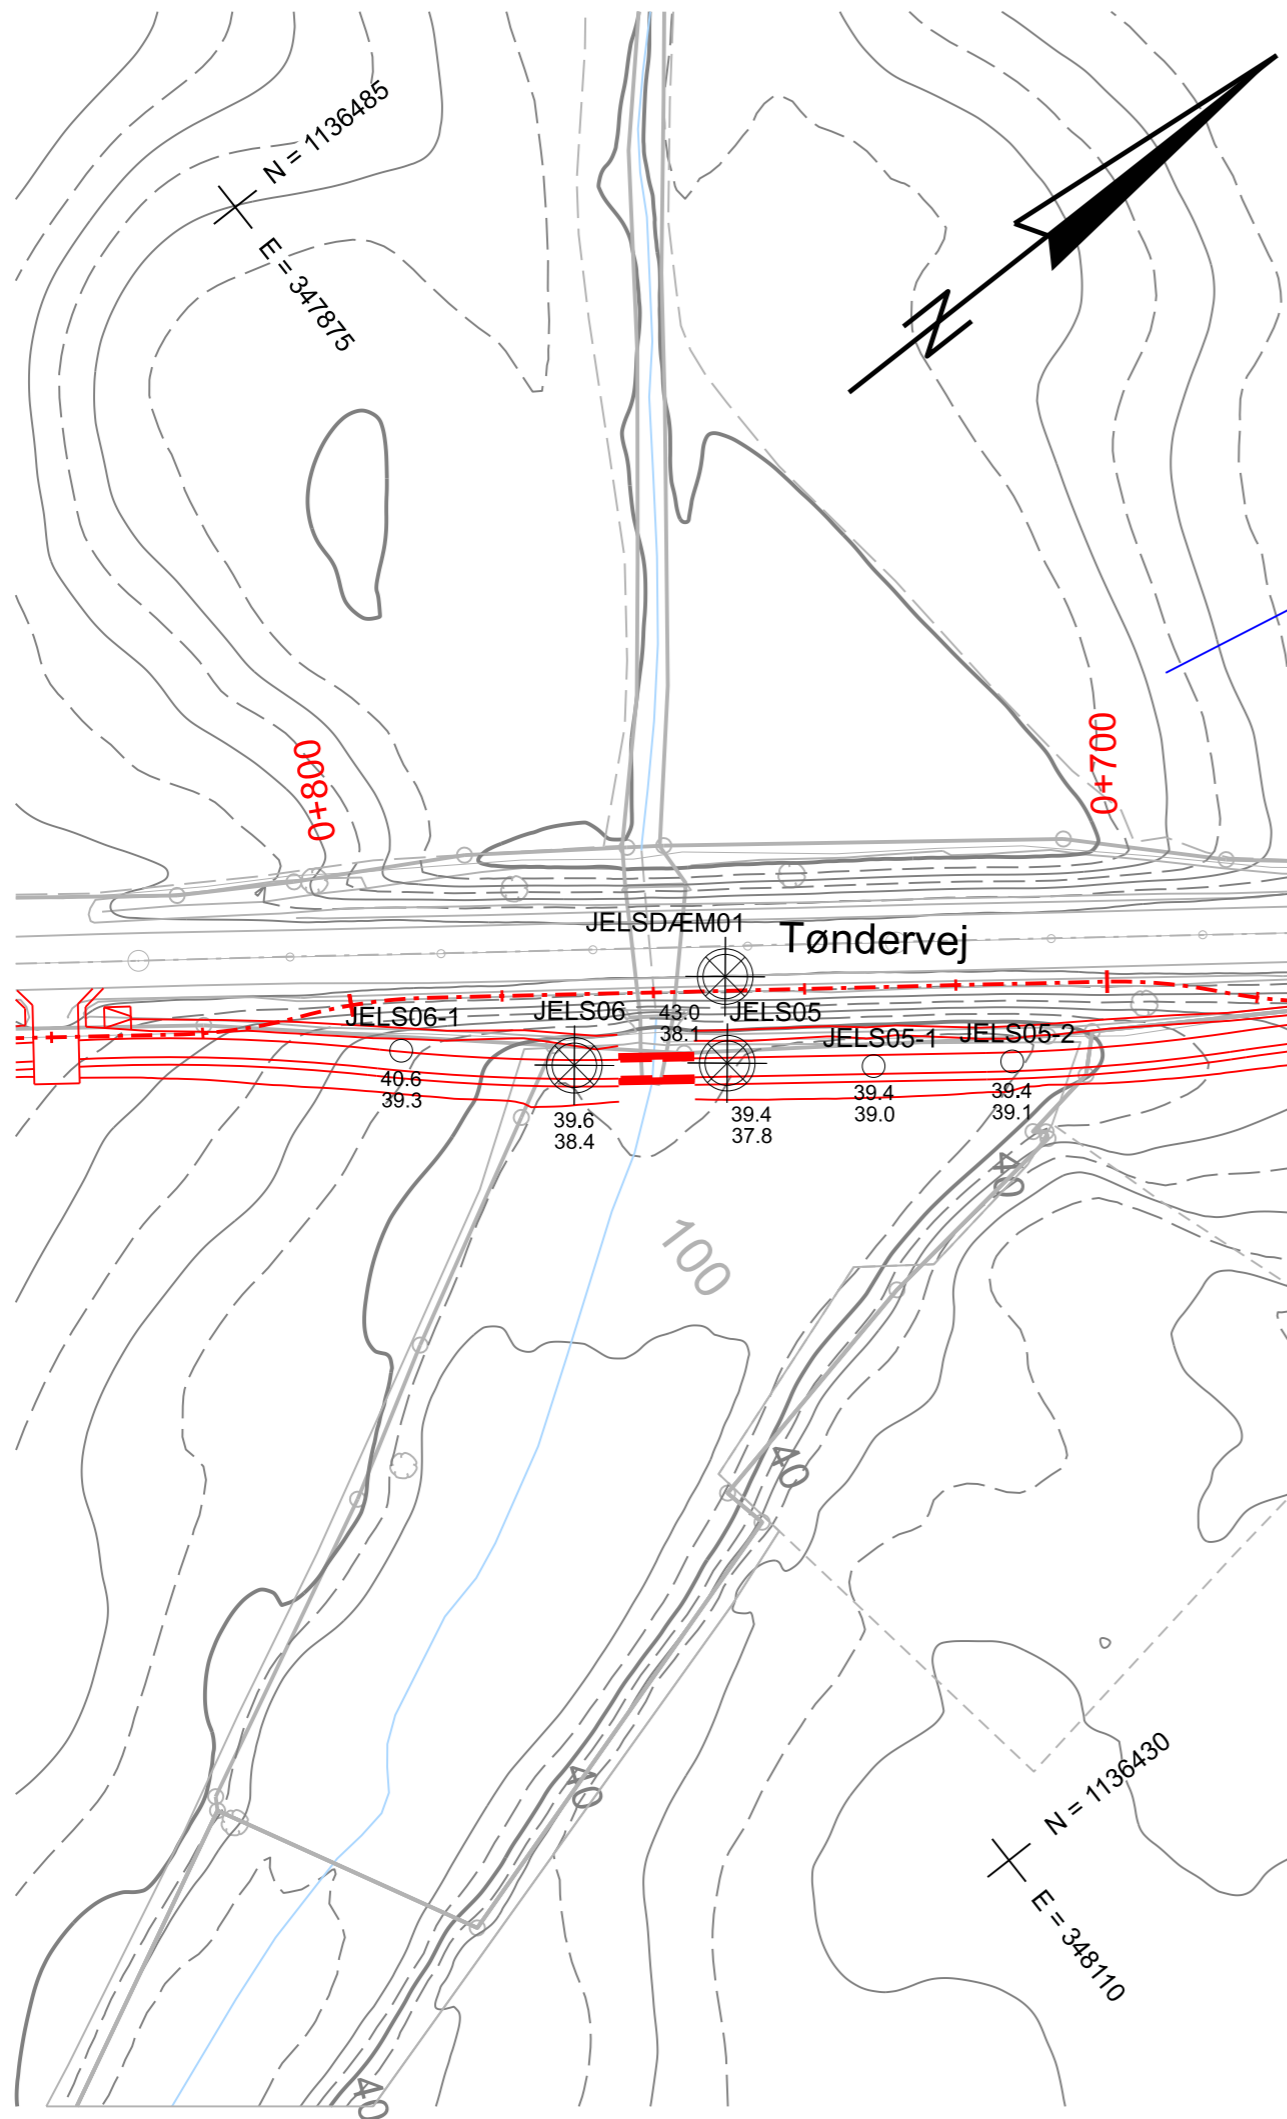 N = 1136485
E = 347875
N
0+800
0+700
JELSDÆM01
Tøndervej
JELS06-1
JELS06
43.0
38.1
JELS05
JELS05-1
JELS05-2
40.6
39.3
39.6
38.4
39.4
37.8
39.4
39.0
39.4
39.1
40
100
40
40
N = 1136430
E = 348110
40